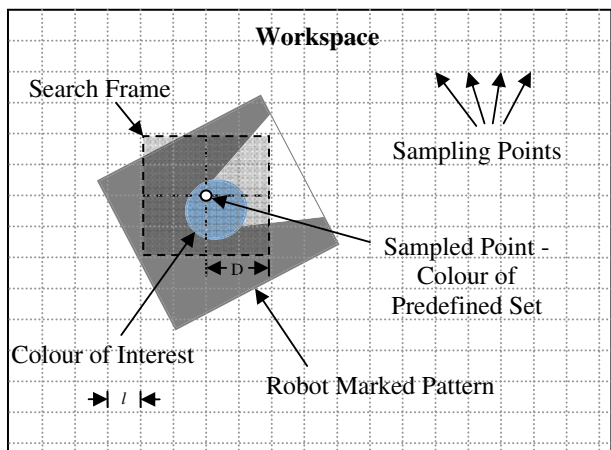 Workspace
Search Frame
Sampling Points
Sampled Point -
Colour of
Predefined Set
D
Colour of Interest
Robot Marked Pattern
l